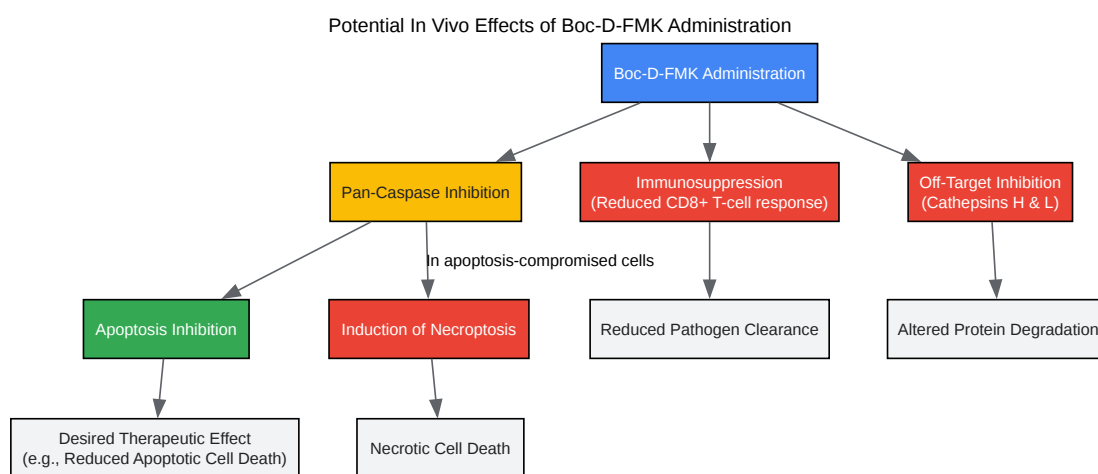 Potential In Vivo Effects of Boc-D-FMK Administration
Boc-D-FMK Administration
Pan-Caspase Inhibition
Immunosuppression
(Reduced CD8+ T-cell response)
Off-Target Inhibition
(Cathepsins H & L)
In apoptosis-compromised cells
Apoptosis Inhibition
Induction of Necroptosis
Reduced Pathogen Clearance
Altered Protein Degradation
Desired Therapeutic Effect
(e.g., Reduced Apoptotic Cell Death)
Necrotic Cell Death